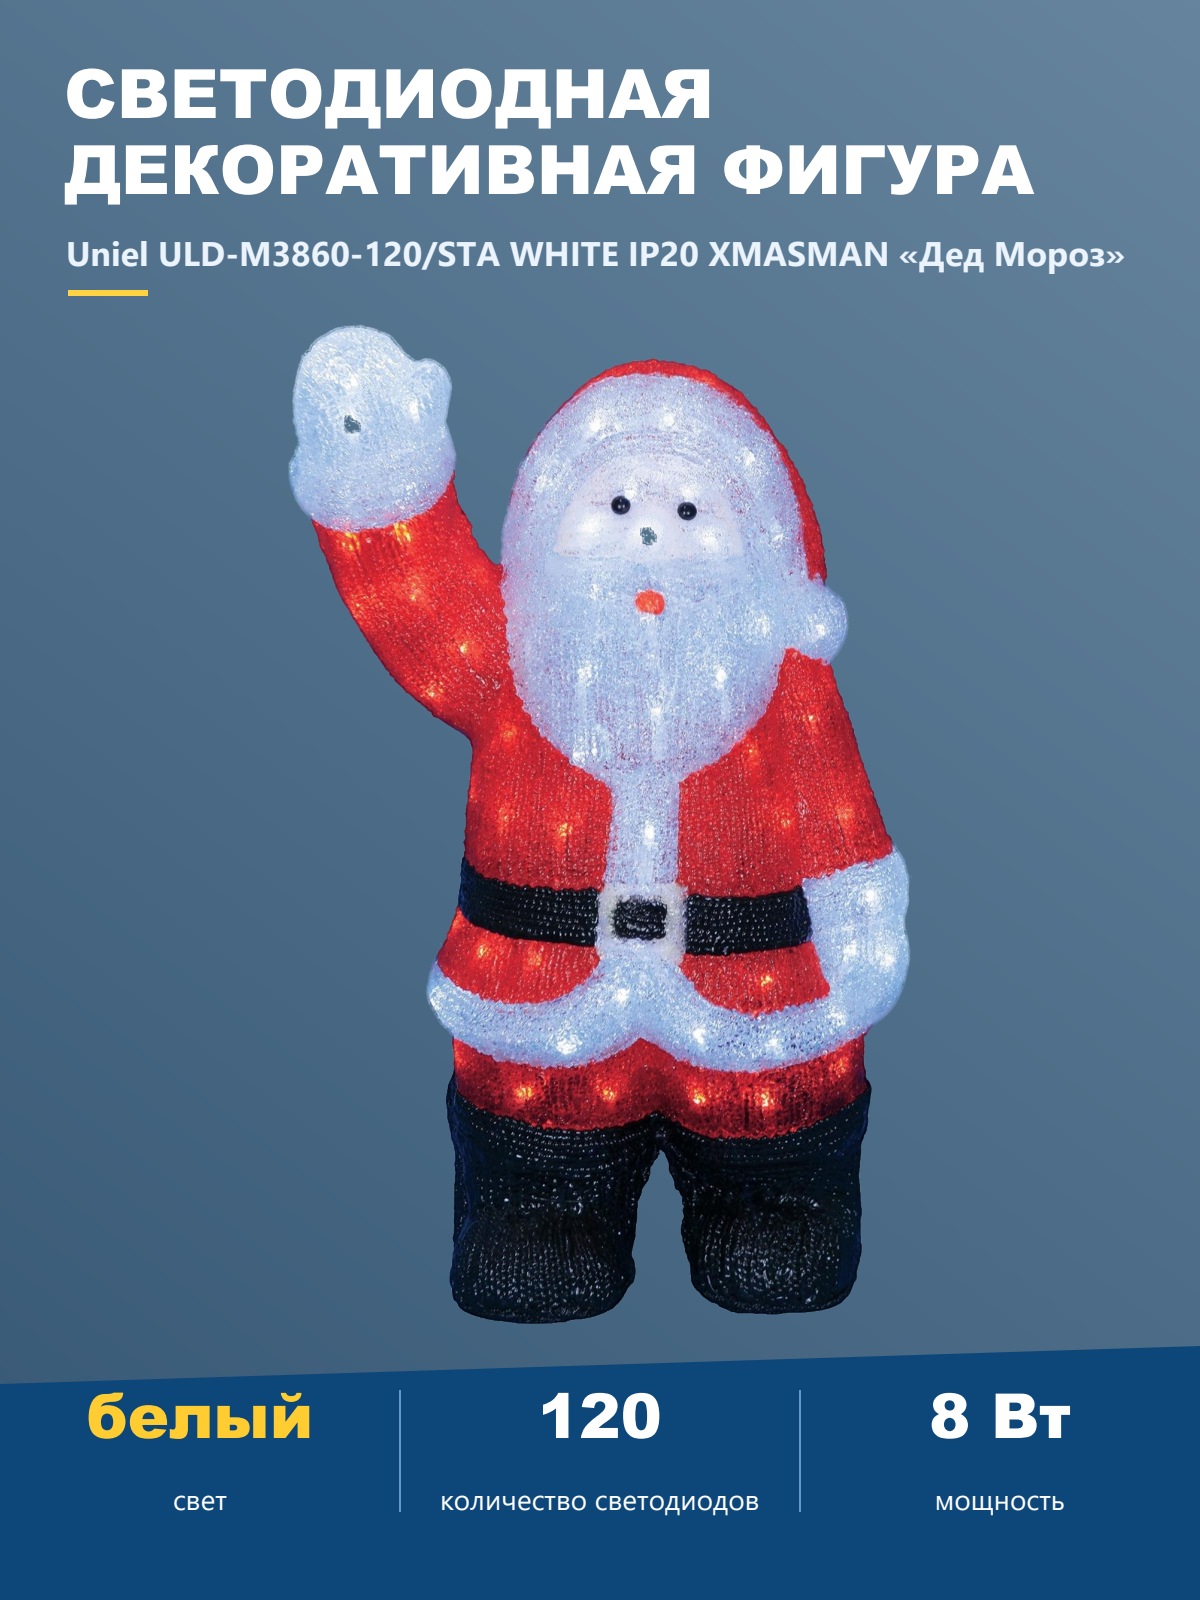 СВЕТОДИОДНАЯ
ДЕКОРАТИВНАЯ ФИГУРА
Uniel ULD-M3860-120/STA WHITE IP20 XMASMAN «Дед Мороз»
белый
свет
120
количество светодиодов
8 Вт
мощность